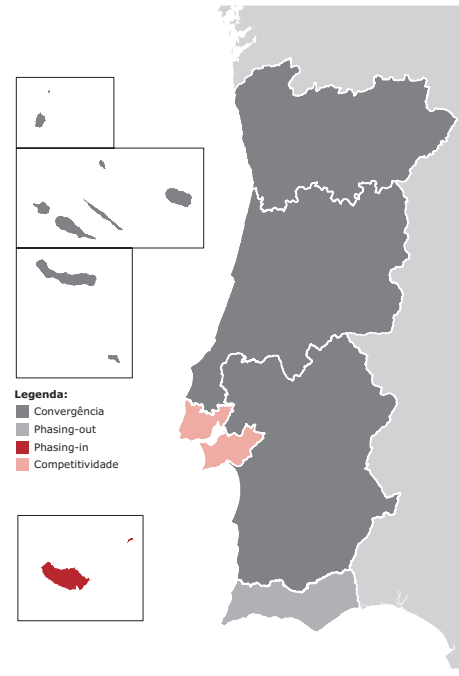 Legenda:
Convergência
Phasing-out
Phasing-in
Competitividade